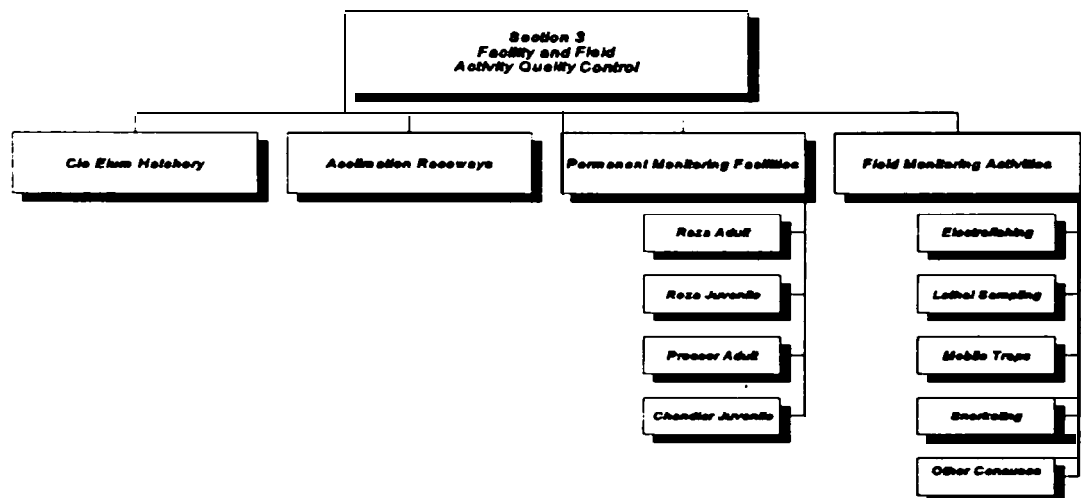 Section 3
Facility and Field
Activity Quality Control
Cle Elum Hatchery
Acclimation Raceways
Permanent Monitoring Facilities
Field Monitoring Activities
Roza Adult
Electrofishing
Roza Juvenile
Lethal Sampling
Prosser Adult
Mobile Traps
Chandler Juvenile
Snorkeling
Other Censuses